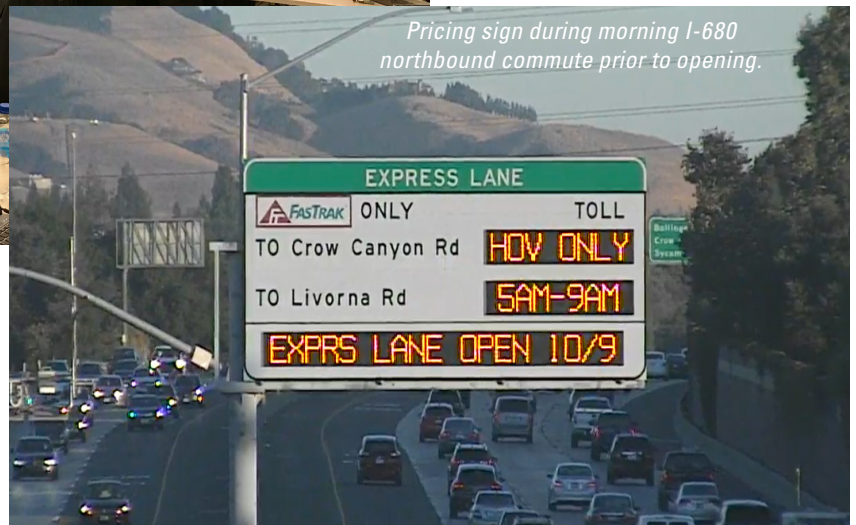 Pricing sign during morning I-680
northbound commute prior to opening.
EXPRESS LANE
FASTRAK ONLY TOLL
TO Crow Canyon Rd HOV ONLY
TO Livorna Rd 5AM-9AM
EXPRS LANE OPEN 10/9
Crow